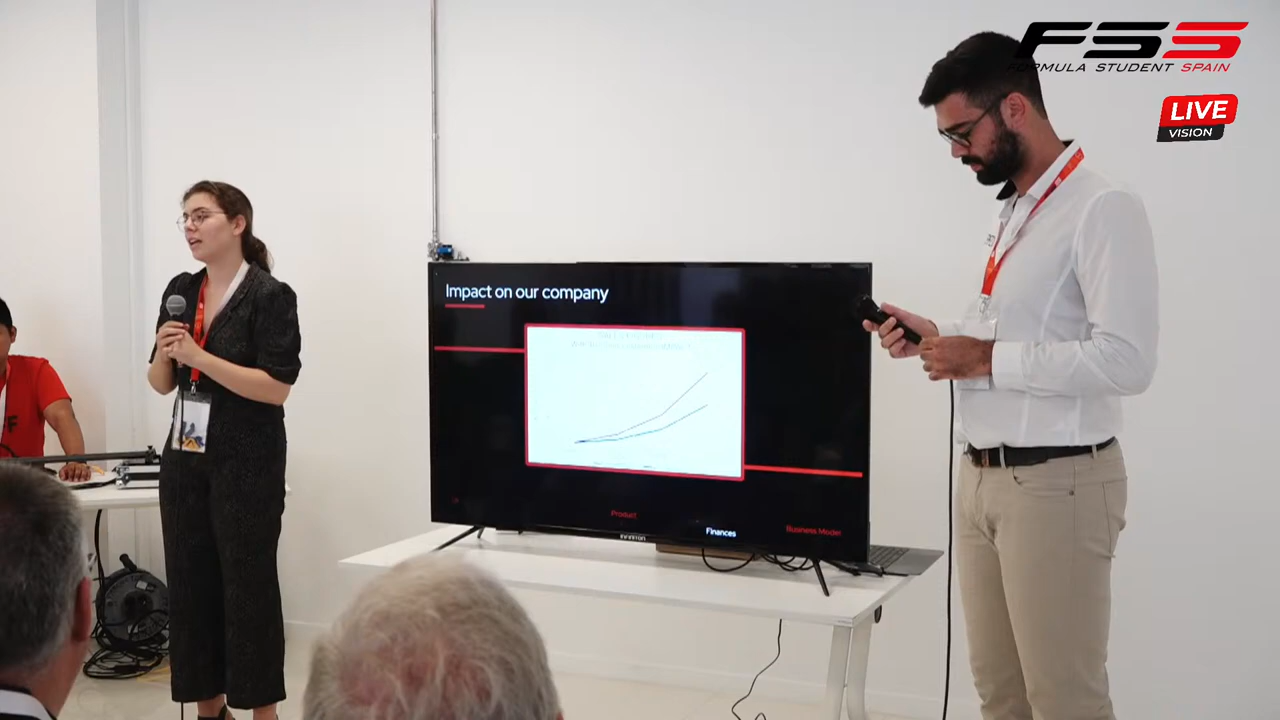 FSS
FORMULA STUDENT SPAIN
LIVE
VISION
Impact on our company
Product
Finances
Business Model